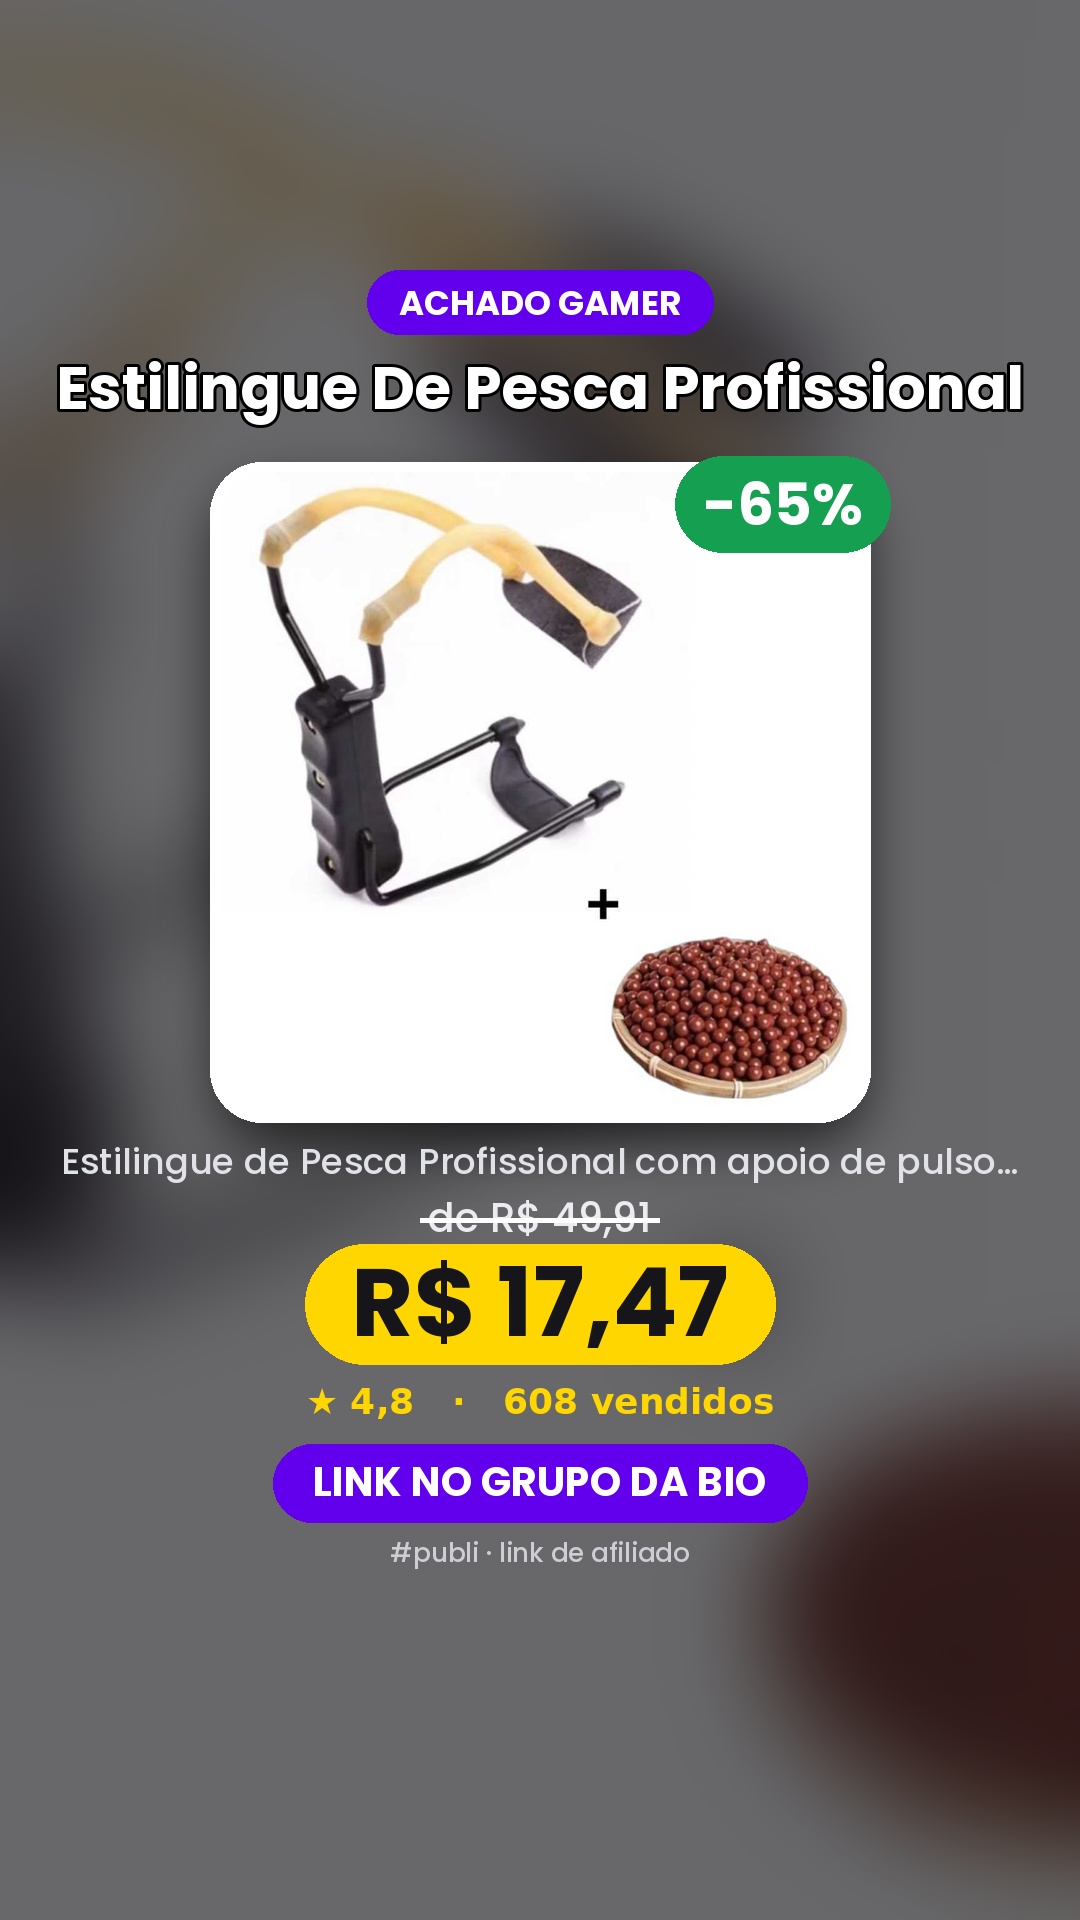 ACHADO GAMER
Estilingue De Pesca Profissional
-65%
+
Estilingue de Pesca Profissional com apoio de pulso...
de R$ 49,91
R$ 17,47
★ 4,8 · 608 vendidos
LINK NO GRUPO DA BIO
#publi · link de afiliado